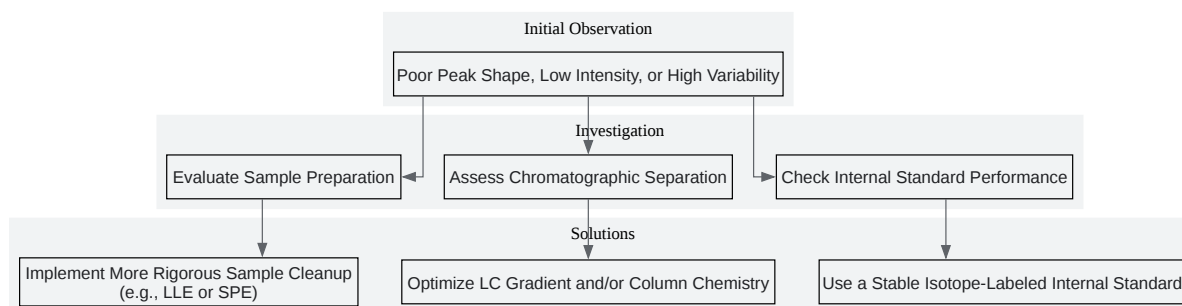 Initial Observation
Poor Peak Shape, Low Intensity, or High Variability
Investigation
Evaluate Sample Preparation
Assess Chromatographic Separation
Check Internal Standard Performance
Solutions
Implement More Rigorous Sample Cleanup
(e.g., LLE or SPE)
Optimize LC Gradient and/or Column Chemistry
Use a Stable Isotope-Labeled Internal Standard